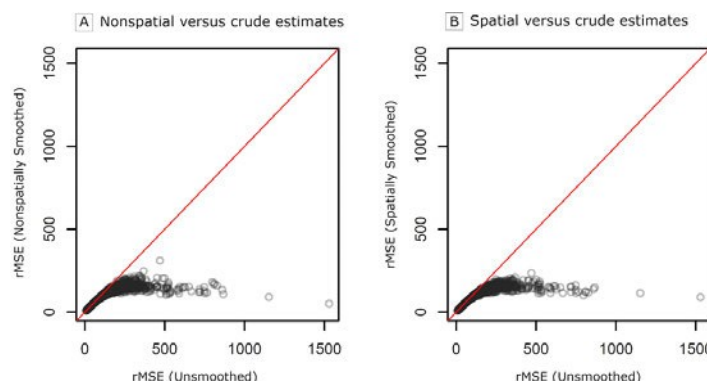 A Nonspatial versus crude estimates
rMSE (Nonspatially Smoothed)
1500
1000
500
0
0 500 1000 1500
rMSE (Unsmoothed)
B Spatial versus crude estimates
rMSE (Spatially Smoothed)
1500
1000
500
0
0 500 1000 1500
rMSE (Unsmoothed)